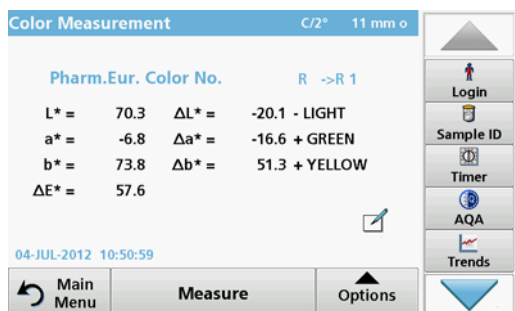 Color Measurement C/2° 11 mm o
Pharm.Eur. Color No. R ->R 1
L* = 70.3 ΔL* = -20.1 - LIGHT
a* = -6.8 Δa* = -16.6 + GREEN
b* = 73.8 Δb* = 51.3 + YELLOW
ΔE* = 57.6
04-JUL-2012 10:50:59
Main Menu
Measure
Options
Login
Sample ID
Timer
AQA
Trends